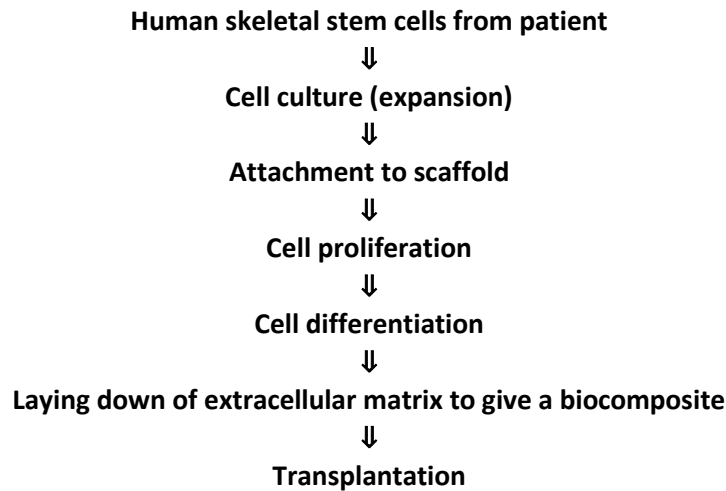 Human skeletal stem cells from patient
⇓
Cell culture (expansion)
⇓
Attachment to scaffold
⇓
Cell proliferation
⇓
Cell differentiation
⇓
Laying down of extracellular matrix to give a biocomposite
⇓
Transplantation